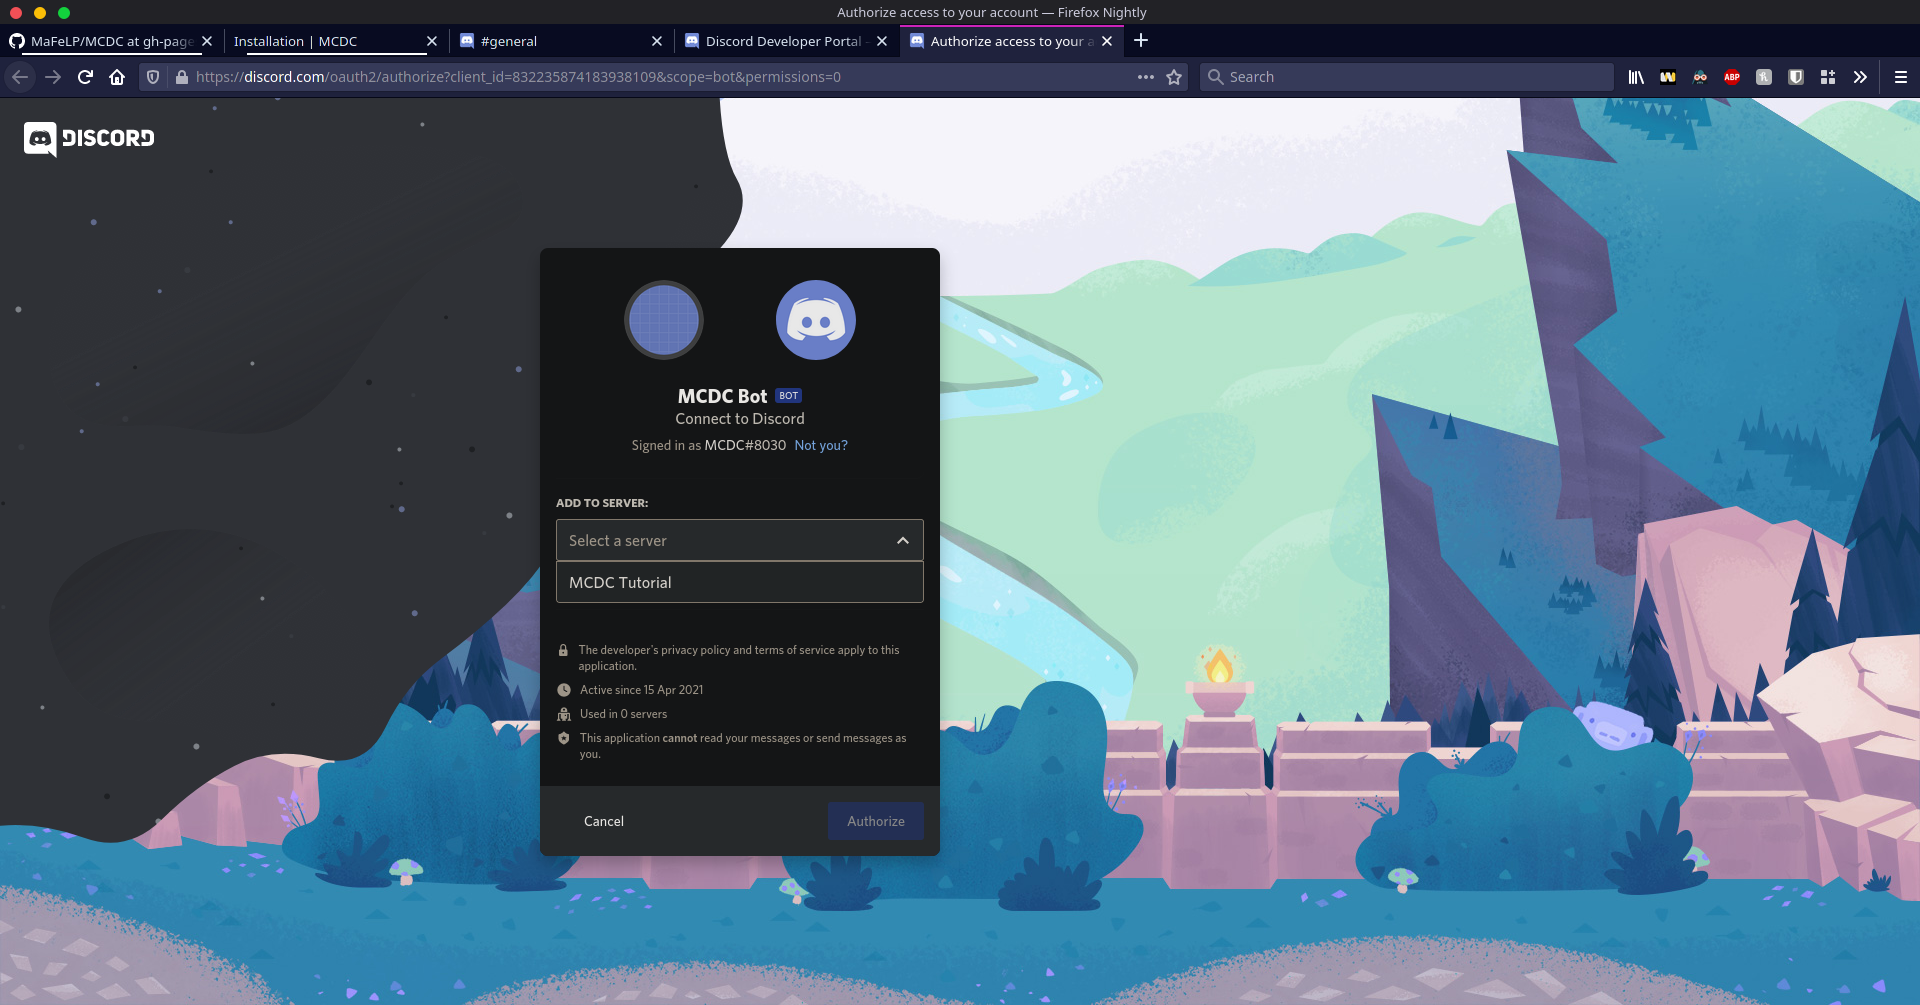 Authorize access to your account — Firefox Nightly
MaFeLP/MCDC at gh-page
Installation | MCDC
#general
Discord Developer Portal
Authorize access to your a
https://discord.com/oauth2/authorize?client_id=832235874183938109&scope=bot&permissions=0
Search
ABP
DISCORD
MCDC Bot BOT
Connect to Discord
Signed in as MCDC#8030 Not you?
ADD TO SERVER:
Select a server
MCDC Tutorial
The developer's privacy policy and terms of service apply to this
application.
Active since 15 Apr 2021
Used in 0 servers
This application cannot read your messages or send messages as
you.
Cancel
Authorize